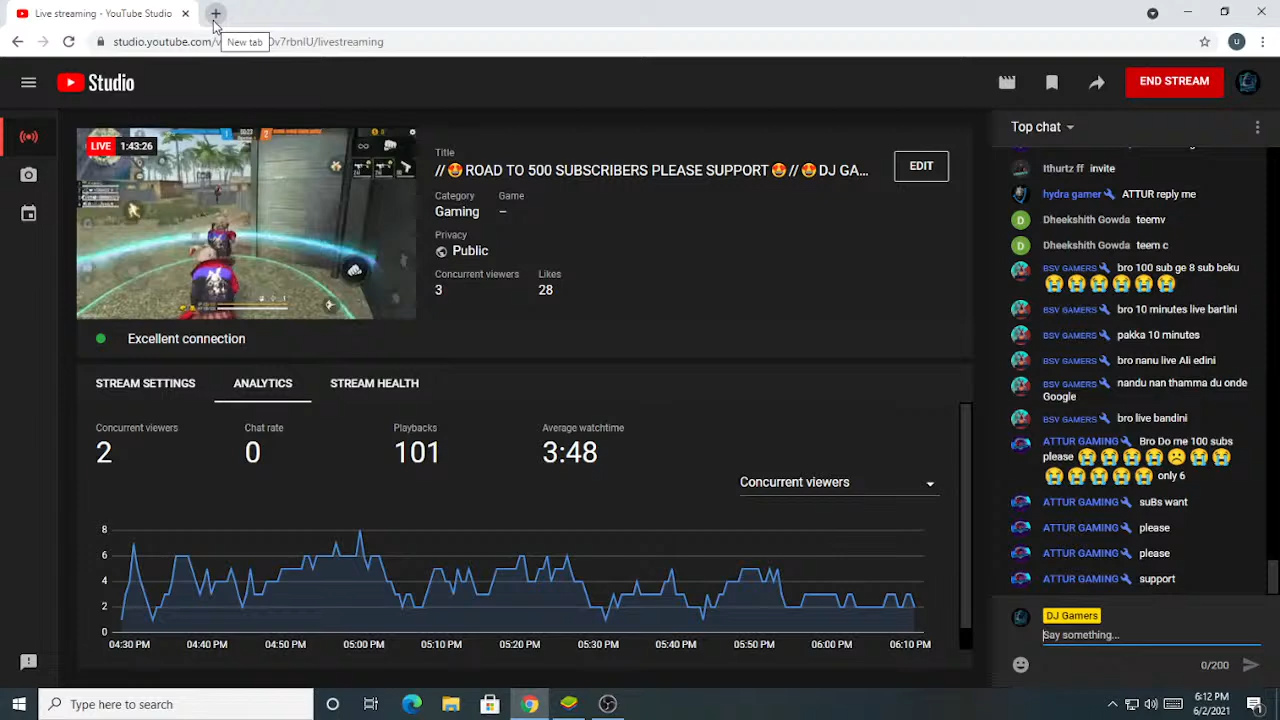 Live streaming - YouTube Studio
New tab
studio.youtube.com/v
Dv7rbnIU/livestreaming
u
Studio
END STREAM
LIVE 1:43:26
Title
// 🤩 ROAD TO 500 SUBSCRIBERS PLEASE SUPPORT 🤩 // 🤩 DJ GA...
EDIT
Category
Game
Gaming
–
Privacy
Public
Concurrent viewers
Likes
3
28
Excellent connection
STREAM SETTINGS
ANALYTICS
STREAM HEALTH
Concurrent viewers
Chat rate
Playbacks
Average watchtime
2
0
101
3:48
Concurrent viewers
8
6
4
2
0
04:30 PM
04:40 PM
04:50 PM
05:00 PM
05:10 PM
05:20 PM
05:30 PM
05:40 PM
05:50 PM
06:00 PM
06:10 PM
Top chat
Tthurtz ff invite
hydra gamer ATTUR reply me
D Dheekshith Gowda teemv
D Dheekshith Gowda teem c
BSV GAMERS bro 100 sub ge 8 sub beku
😭😭😭😭😭😭
BSV GAMERS bro 10 minutes live bartini
BSV GAMERS pakka 10 minutes
BSV GAMERS bro nanu live Ali edini
BSV GAMERS nandu nan thamma du onde
Google
BSV GAMERS bro live bandini
ATTUR GAMING Bro Do me 100 subs
please 😭😭😭😭☹️😭😭
😭😭😭😭😭 only 6
ATTUR GAMING suBs want
ATTUR GAMING please
ATTUR GAMING please
ATTUR GAMING support
DJ Gamers
Say something...
0/200
Type here to search
6:12 PM
6/2/2021